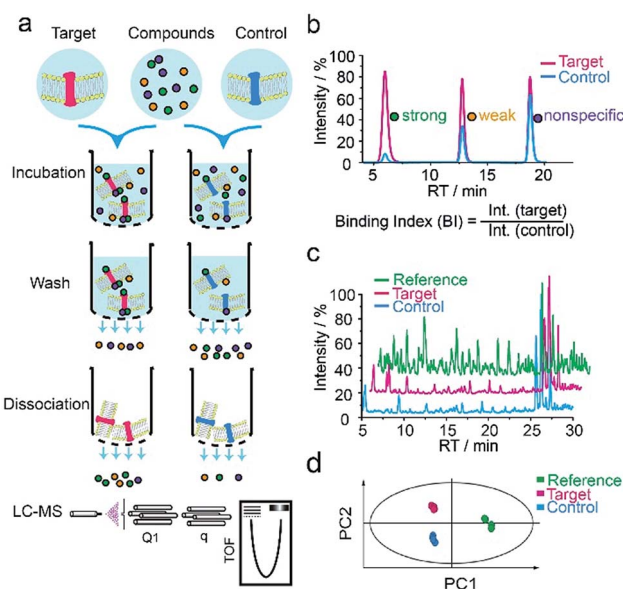 a
Target Compounds Control
Incubation
Wash
Dissociation
LC-MS
Q1 q TOF
b
Intensity / %
100
80
60
40
20
0
Target
Control
strong weak nonspecific
5 10 15 20
RT / min
Binding Index (BI) = Int. (target)
Int. (control)
c
Intensity / %
100
80
60
40
20
0
Reference
Target
Control
5 10 15 20 25 30
RT / min
d
PC2
Reference
Target
Control
PC1